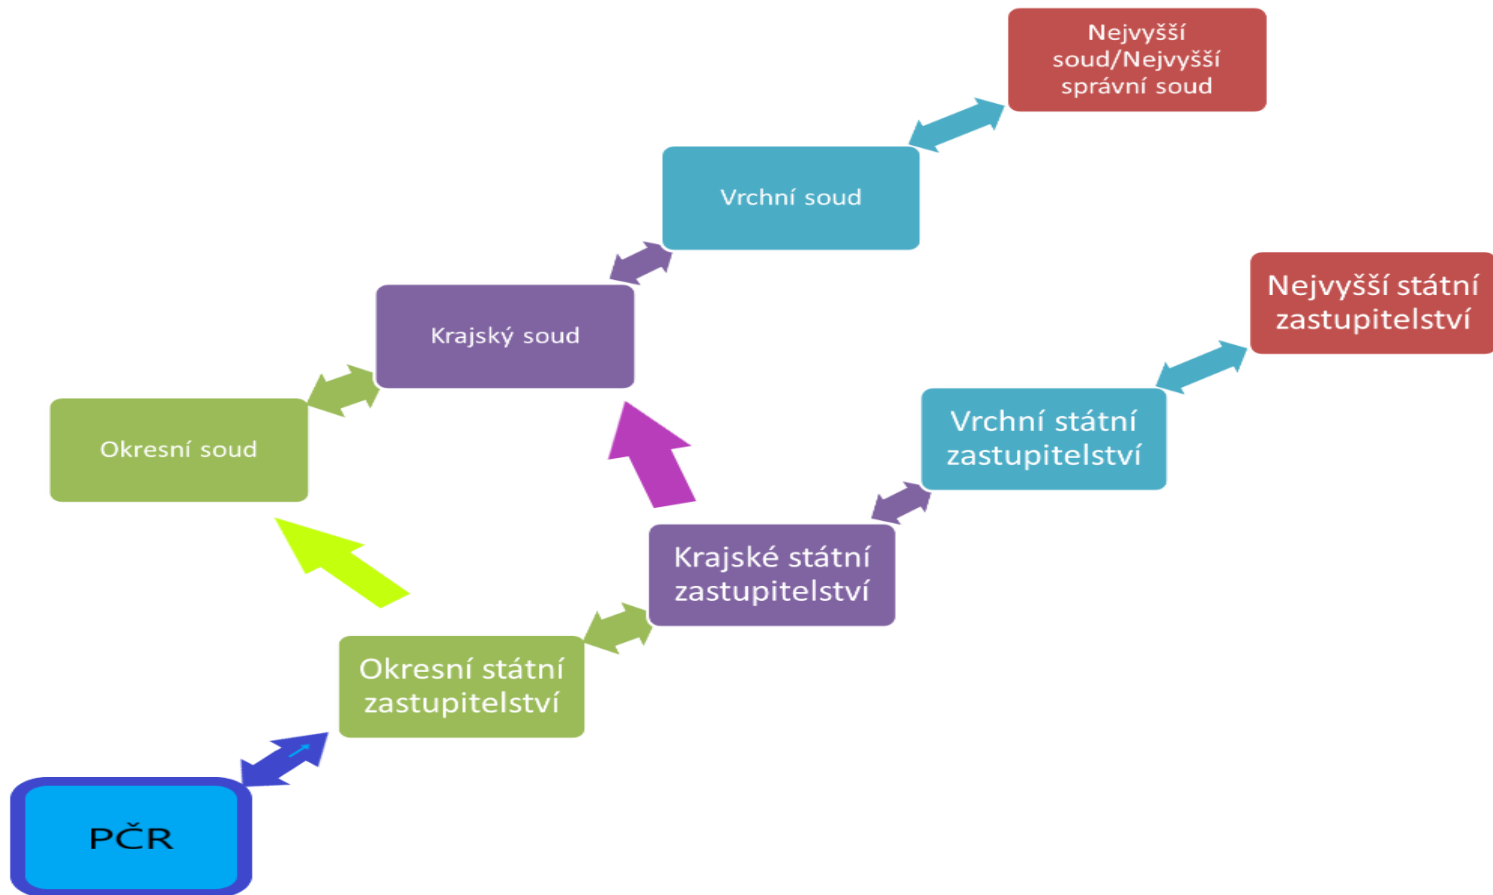 Nejvyšší
soud/Nejvyšší
správní soud
Vrchní soud
Nejvyšší státní
zastupitelství
Krajský soud
Vrchní státní
zastupitelství
Okresní soud
Krajské státní
zastupitelství
Okresní státní
zastupitelství
PČR